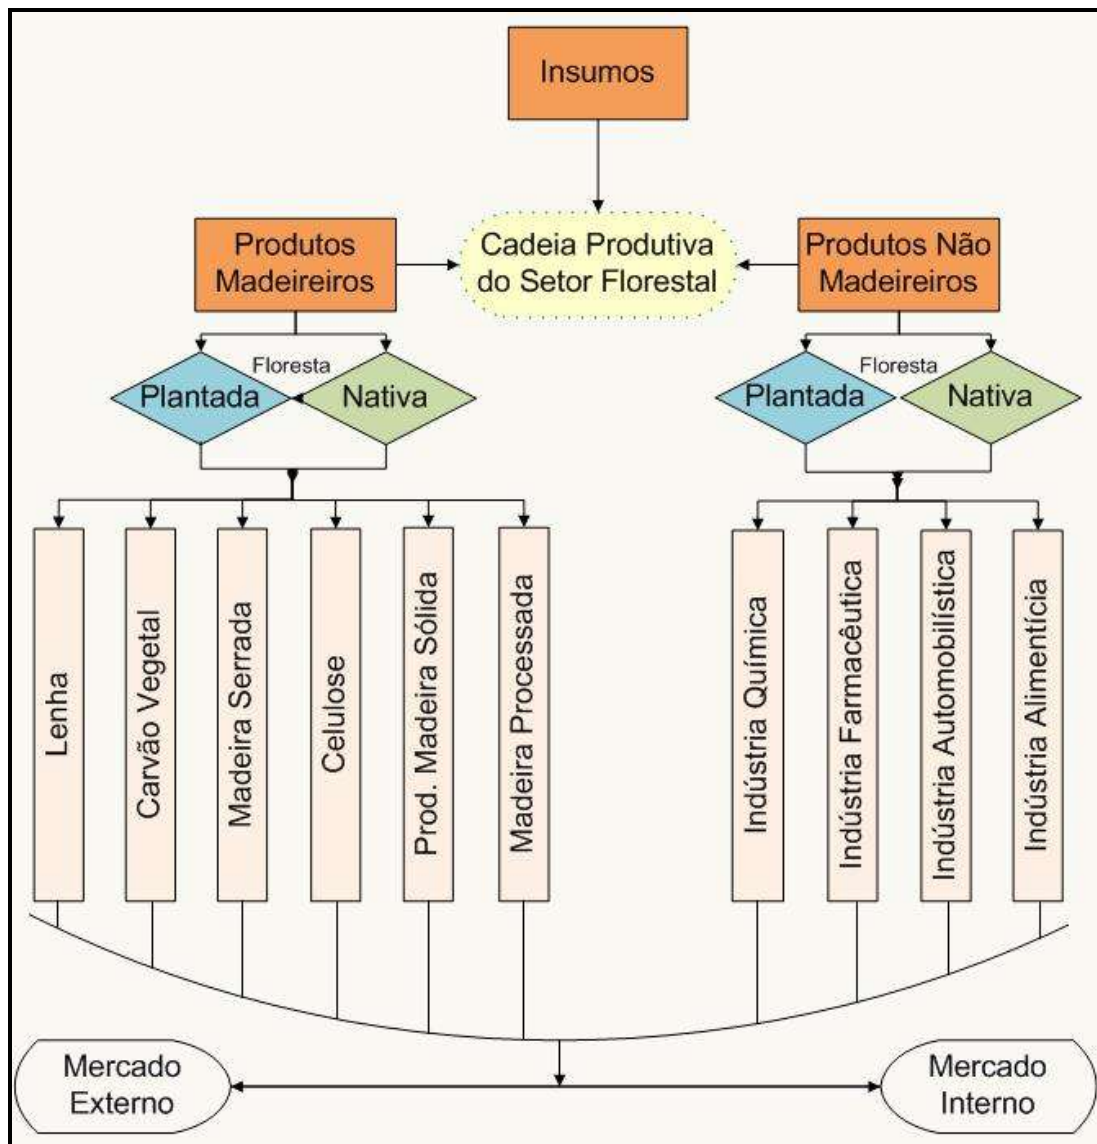 Insumos
Produtos
Madeireiros
Cadeia Produtiva
do Setor Florestal
Produtos Não
Madeireiros
Floresta
Plantada
Nativa
Floresta
Plantada
Nativa
Lenha
Carvão Vegetal
Madeira Serrada
Celulose
Prod. Madeira Sólida
Madeira Processada
Indústria Química
Indústria Farmacêutica
Indústria Automobilística
Indústria Alimentícia
Mercado
Externo
Mercado
Interno